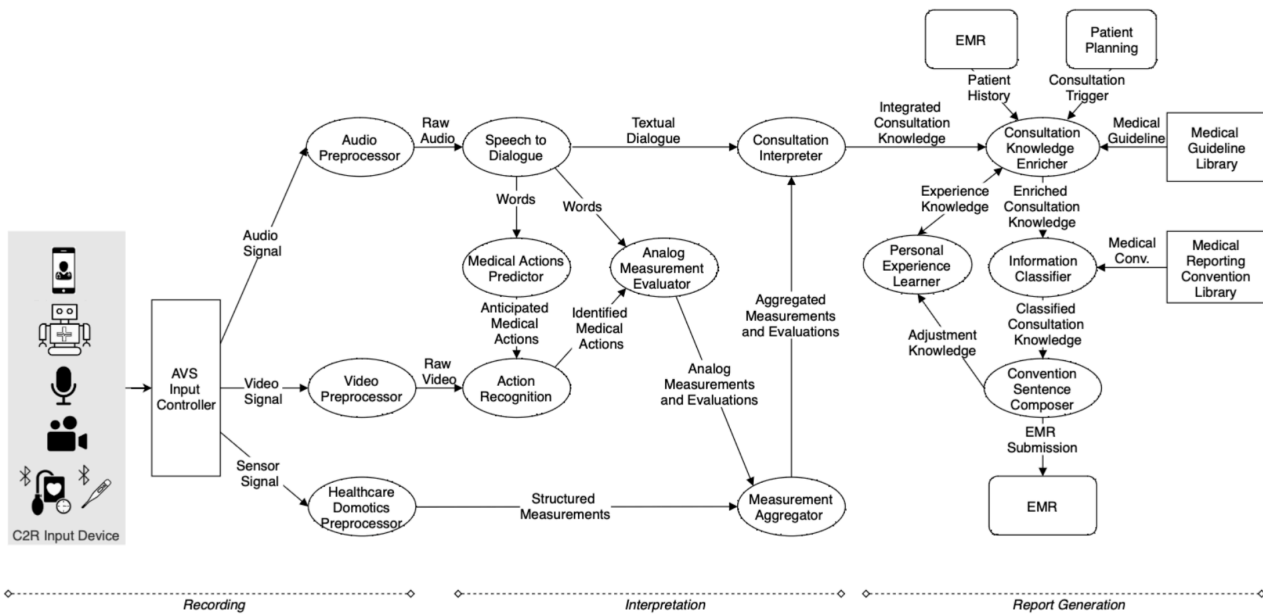 EMR
Patient
Planning
Patient
History
Consultation
Trigger
Audio
Preprocessor
Raw
Audio
Speech to
Dialogue
Textual
Dialogue
Consultation
Interpreter
Integrated
Consultation
Knowledge
Consultation
Knowledge
Enricher
Medical
Guideline
Medical
Guideline
Library
Words
Words
Experience
Knowledge
Enriched
Consultation
Knowledge
Audio
Signal
Medical Actions
Predictor
Analog
Measurement
Evaluator
Personal
Experience
Learner
Information
Classifier
Medical
Conv.
Medical
Reporting
Convention
Library
Anticipated
Medical
Actions
Identified
Medical
Actions
Aggregated
Measurements
and Evaluations
Adjustment
Knowledge
Classified
Consultation
Knowledge
AVS
Input
Controller
Video
Signal
Video
Preprocessor
Raw
Video
Action
Recognition
Analog
Measurements
and Evaluations
Convention
Sentence
Composer
EMR
Submission
Sensor
Signal
Healthcare
Domotics
Preprocessor
Structured
Measurements
Measurement
Aggregator
EMR
C2R Input Device
Recording
Interpretation
Report Generation